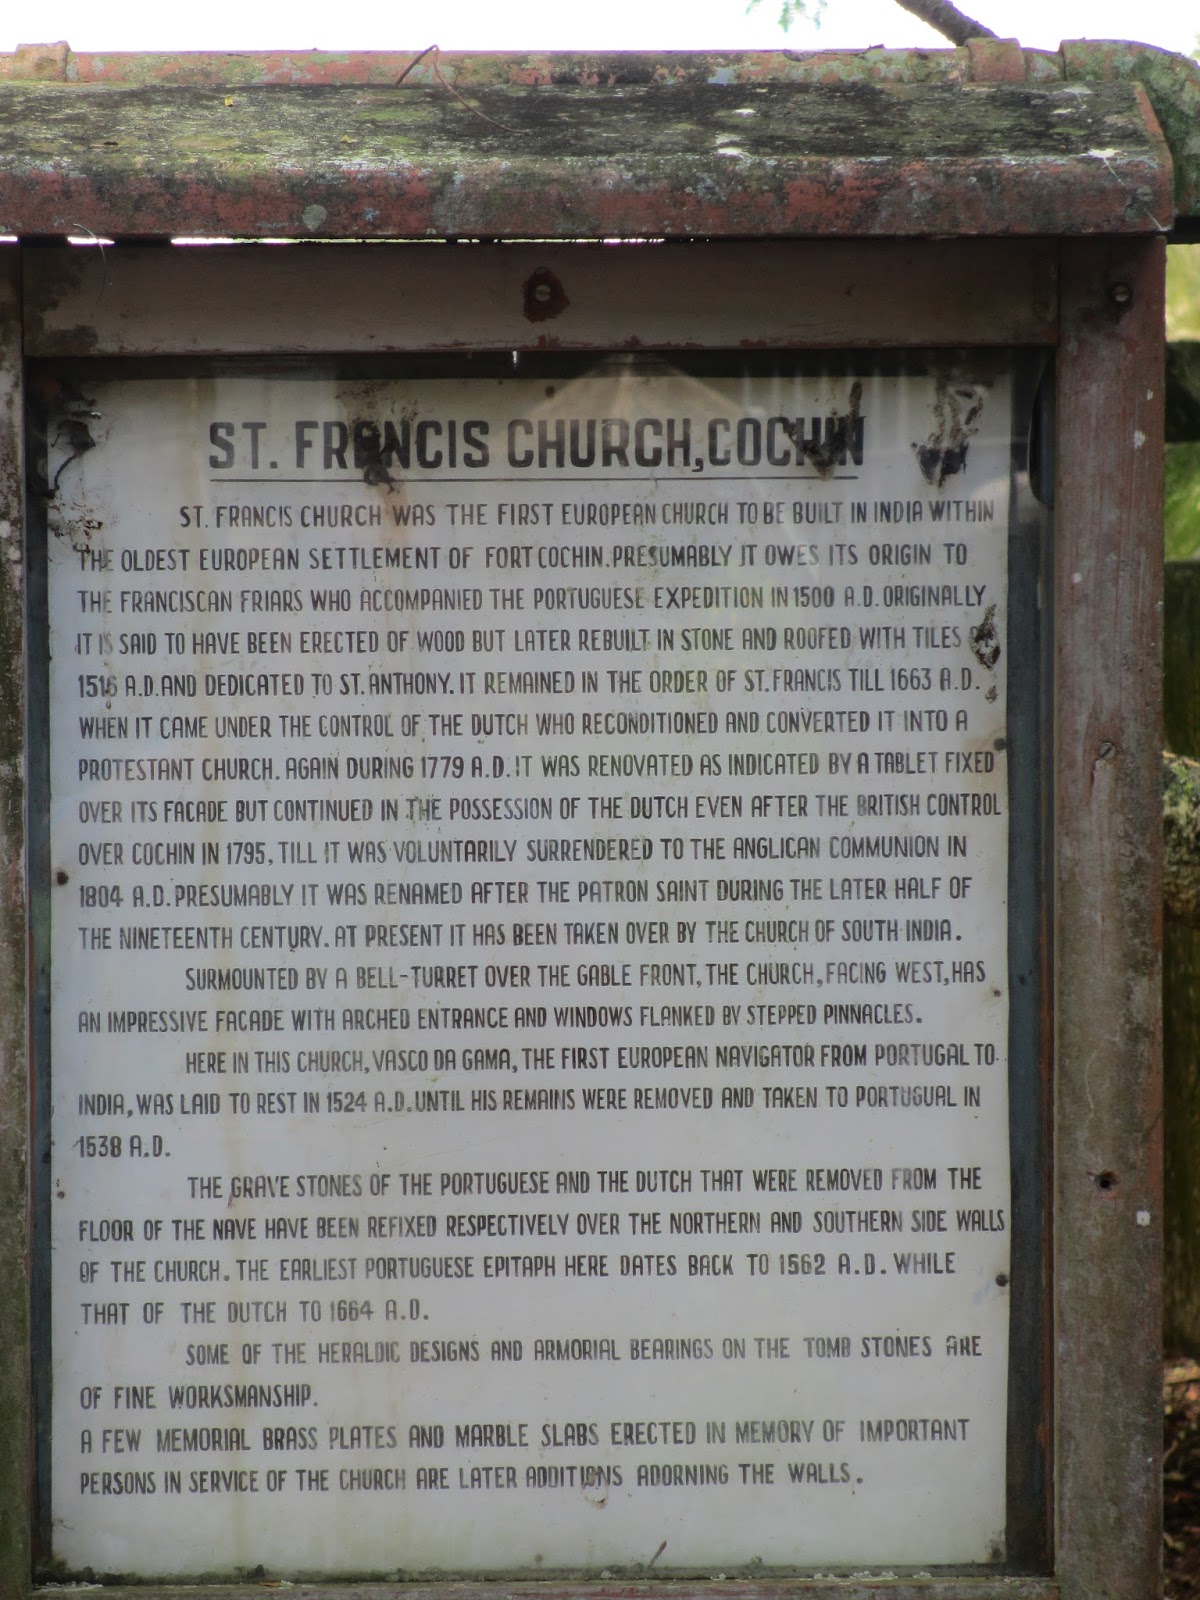 ST. FRANCIS CHURCH, COCHIN
ST. FRANCIS CHURCH WAS THE FIRST EUROPEAN CHURCH TO BE BUILT IN INDIA WITHIN
THE OLDEST EUROPEAN SETTLEMENT OF FORT COCHIN. PRESUMABLY IT OWES ITS ORIGIN TO
THE FRANCISCAN FRIARS WHO ACCOMPANIED THE PORTUGUESE EXPEDITION IN 1500 A.D. ORIGINALLY
IT IS SAID TO HAVE BEEN ERECTED OF WOOD BUT LATER REBUILT IN STONE AND ROOFED WITH TILES
1516 A.D. AND DEDICATED TO ST. ANTHONY. IT REMAINED IN THE ORDER OF ST. FRANCIS TILL 1663 A.D.
WHEN IT CAME UNDER THE CONTROL OF THE DUTCH WHO RECONDITIONED AND CONVERTED IT INTO A
PROTESTANT CHURCH. AGAIN DURING 1779 A.D. IT WAS RENOVATED AS INDICATED BY A TABLET FIXED
OVER ITS FACADE BUT CONTINUED IN THE POSSESSION OF THE DUTCH EVEN AFTER THE BRITISH CONTROL
OVER COCHIN IN 1795, TILL IT WAS VOLUNTARILY SURRENDERED TO THE ANGLICAN COMMUNION IN
1804 A.D. PRESUMABLY IT WAS RENAMED AFTER THE PATRON SAINT DURING THE LATER HALF OF
THE NINETEENTH CENTURY. AT PRESENT IT HAS BEEN TAKEN OVER BY THE CHURCH OF SOUTH INDIA.
SURMOUNTED BY A BELL-TURRET OVER THE GABLE FRONT, THE CHURCH, FACING WEST, HAS
AN IMPRESSIVE FACADE WITH ARCHED ENTRANCE AND WINDOWS FLANKED BY STEPPED PINNACLES.
HERE IN THIS CHURCH, VASCO DA GAMA, THE FIRST EUROPEAN NAVIGATOR FROM PORTUGAL TO
INDIA, WAS LAID TO REST IN 1524 A.D. UNTIL HIS REMAINS WERE REMOVED AND TAKEN TO PORTUGUAL IN
1538 A.D.
THE GRAVE STONES OF THE PORTUGUESE AND THE DUTCH THAT WERE REMOVED FROM THE
FLOOR OF THE NAVE HAVE BEEN REFIXED RESPECTIVELY OVER THE NORTHERN AND SOUTHERN SIDE WALLS
OF THE CHURCH. THE EARLIEST PORTUGUESE EPITAPH HERE DATES BACK TO 1562 A.D. WHILE
THAT OF THE DUTCH TO 1664 A.D.
SOME OF THE HERALDIC DESIGNS AND ARMORIAL BEARINGS ON THE TOMB STONES ARE
OF FINE WORKSMANSHIP.
A FEW MEMORIAL BRASS PLATES AND MARBLE SLABS ERECTED IN MEMORY OF IMPORTANT
PERSONS IN SERVICE OF THE CHURCH ARE LATER ADDITIONS ADORNING THE WALLS.